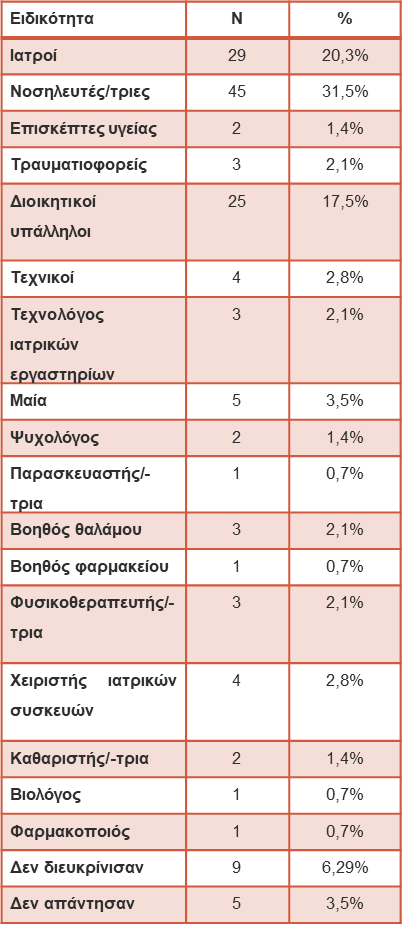 Ειδικότητα N %
Ιατροί 29 20,3%
Νοσηλευτές/τριες 45 31,5%
Επισκέπτες υγείας 2 1,4%
Τραυματιοφορείς 3 2,1%
Διοικητικοί 25 17,5%
υπάλληλοι
Τεχνικοί 4 2,8%
Τεχνολόγος 3 2,1%
ιατρικών
εργαστηρίων
Μαία 5 3,5%
Ψυχολόγος 2 1,4%
Παρασκευαστής/- 1 0,7%
τρια
Βοηθός θαλάμου 3 2,1%
Βοηθός φαρμακείου 1 0,7%
Φυσικοθεραπευτής/- 3 2,1%
τρια
Χειριστής ιατρικών 4 2,8%
συσκευών
Καθαριστής/-τρια 2 1,4%
Βιολόγος 1 0,7%
Φαρμακοποιός 1 0,7%
Δεν διευκρίνισαν 9 6,29%
Δεν απάντησαν 5 3,5%